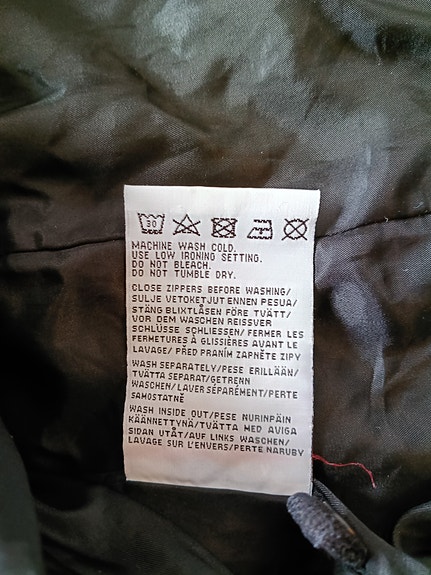 30
MACHINE WASH COLD.
USE LOW IRONING SETTING.
DO NOT BLEACH.
DO NOT TUMBLE DRY.
CLOSE ZIPPERS BEFORE WASHING/
SULJE VETOKETJUT ENNEN PESUA/
STÄNG BLIXTLÅSEN FÖRE TVÄTT/
VOR DEM WASCHEN REISSVER
SCHLÜSSE SCHLIESSEN/ FERMER LES
FERMETURES À GLISSIÈRES AVANT LE
LAVAGE/ PŘED PRANÍM ZAPNĚTE ZIPY
WASH SEPARATELY/PESE ERILLÄÄN/
TVÄTTA SEPARAT/GETRENN
WASCHEN/LAVER SÉPARÉMENT/PERTE
SAMOSTATNĚ
WASH INSIDE OUT/PESE NURINPÄIN
KÄÄNNETTYNÄ/TVÄTTA MED AVIGA
SIDAN UTÅT/AUF LINKS WASCHEN/
LAVAGE SUR L'ENVERS/PERTE NARUBY